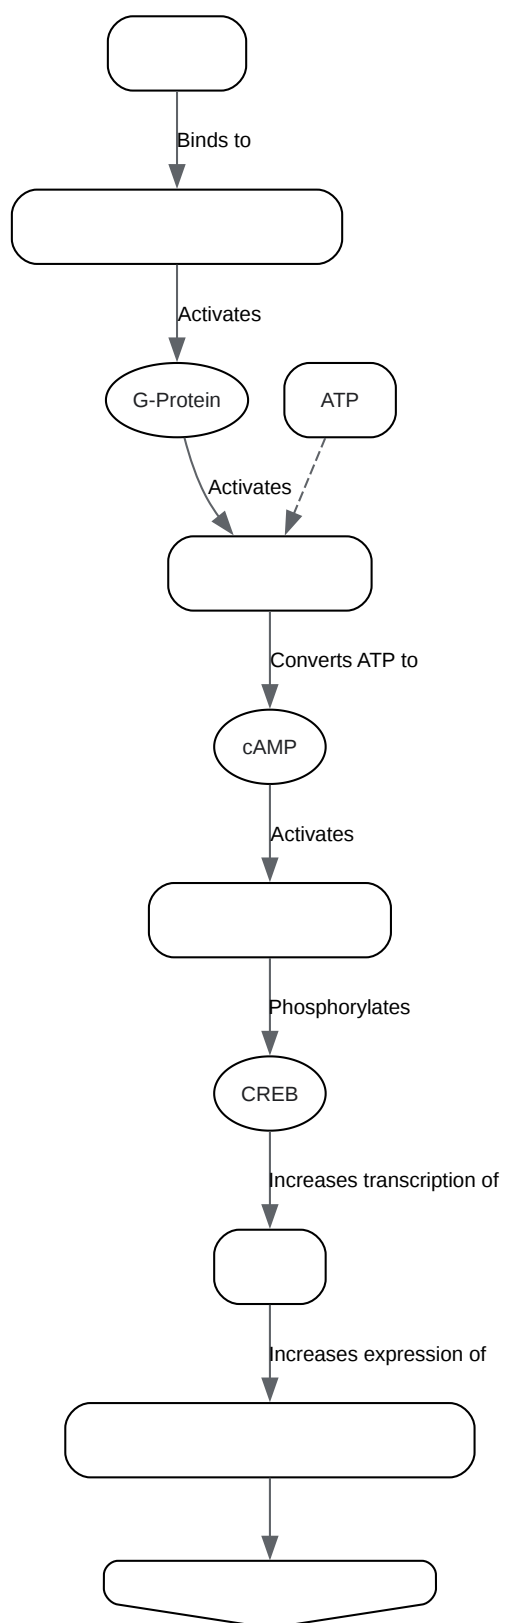 Binds to
Activates
G-Protein
ATP
Activates
Converts ATP to
cAMP
Activates
Phosphorylates
CREB
Increases transcription of
Increases expression of